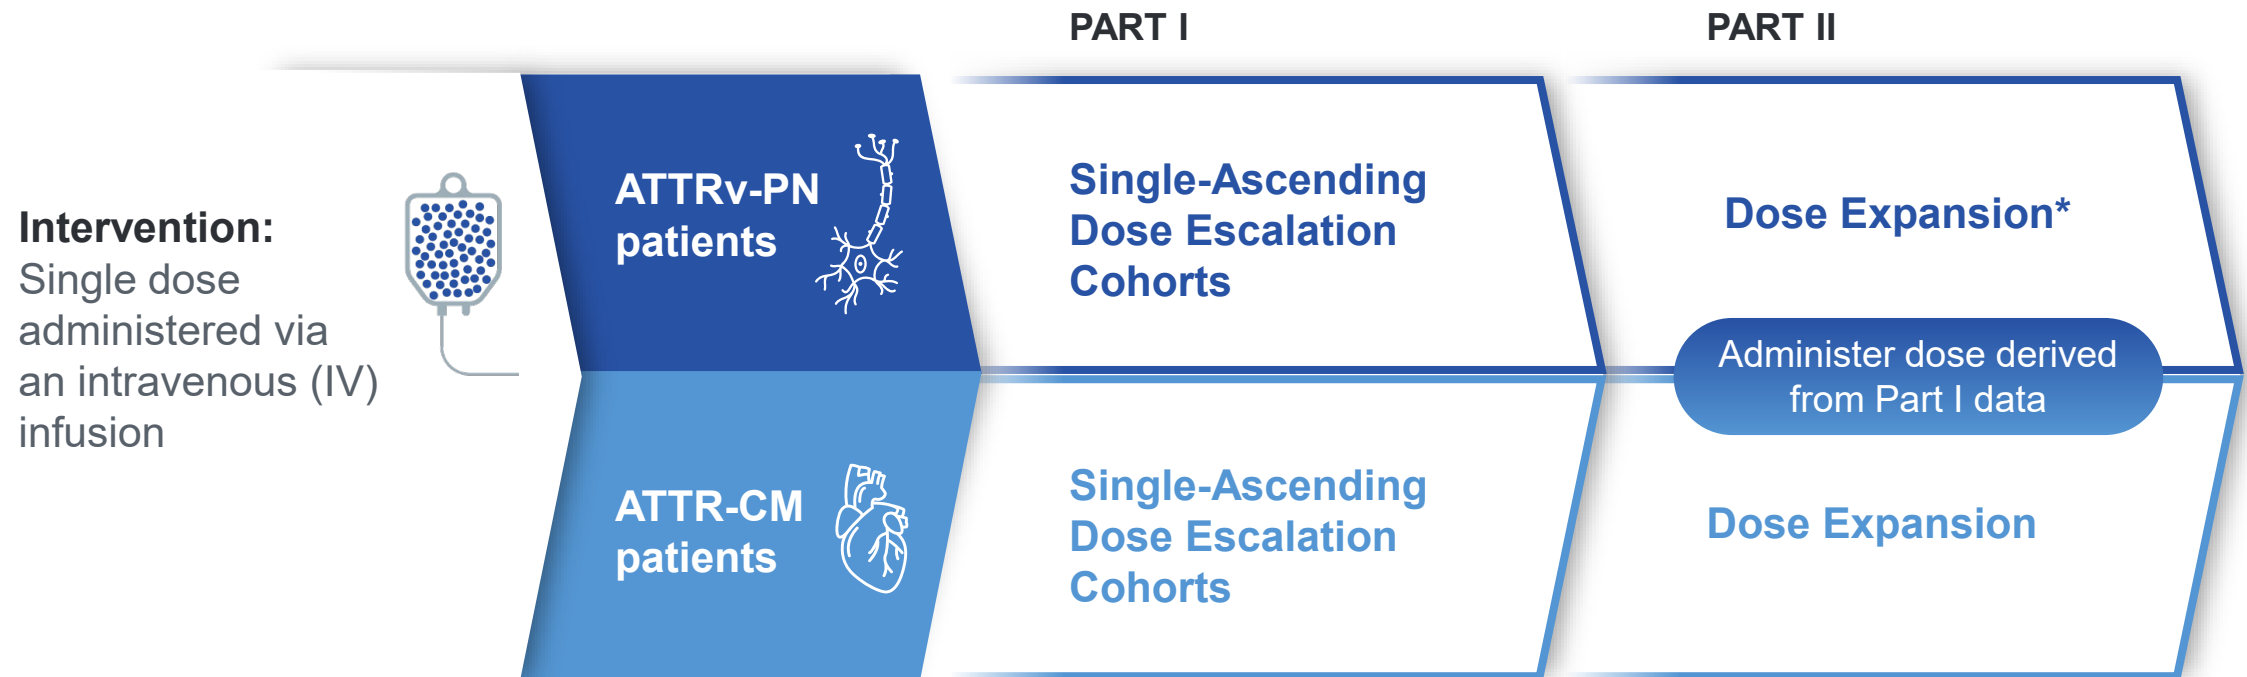 PART I
PART II
Intervention:
Single dose
administered via
an intravenous (IV)
infusion
ATTRv-PN
patients
Single-Ascending
Dose Escalation
Cohorts
Dose Expansion*
Administer dose derived
from Part I data
ATTR-CM
patients
Single-Ascending
Dose Escalation
Cohorts
Dose Expansion